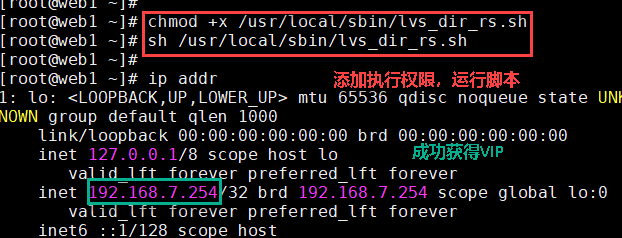 [root@web1 ~]#
[root@web1 ~]# chmod +x /usr/local/sbin/lvs_dir_rs.sh
[root@web1 ~]# sh /usr/local/sbin/lvs_dir_rs.sh
[root@web1 ~]#
[root@web1 ~]# ip addr 添加执行权限，运行脚本
1: lo: <LOOPBACK,UP,LOWER_UP> mtu 65536 qdisc noqueue state UNK
NOWN group default qlen 1000
link/loopback 00:00:00:00:00:00 brd 00:00:00:00:00:00
inet 127.0.0.1/8 scope host lo 成功获得VIP
valid_lft forever preferred_lft forever
inet 192.168.7.254/32 brd 192.168.7.254 scope global lo:0
valid_lft forever preferred_lft forever
inet6 ::1/128 scope host